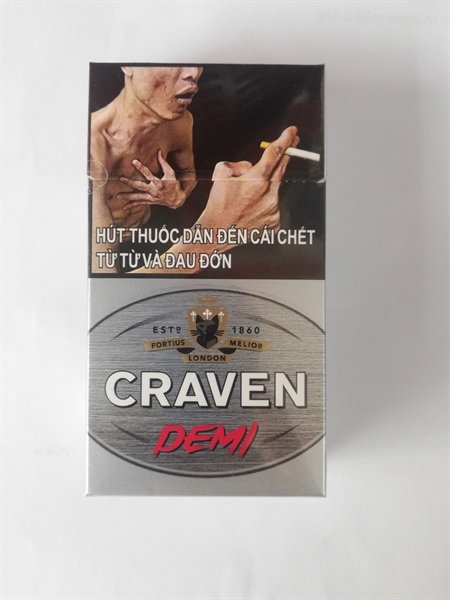 HÚT THUỐC DẪN ĐẾN CÁI CHẾT
TỪ TỪ VÀ ĐAU ĐỚN
ESTD 1860
FORTIUS MELIOR
LONDON
CRAVEN
DEMI